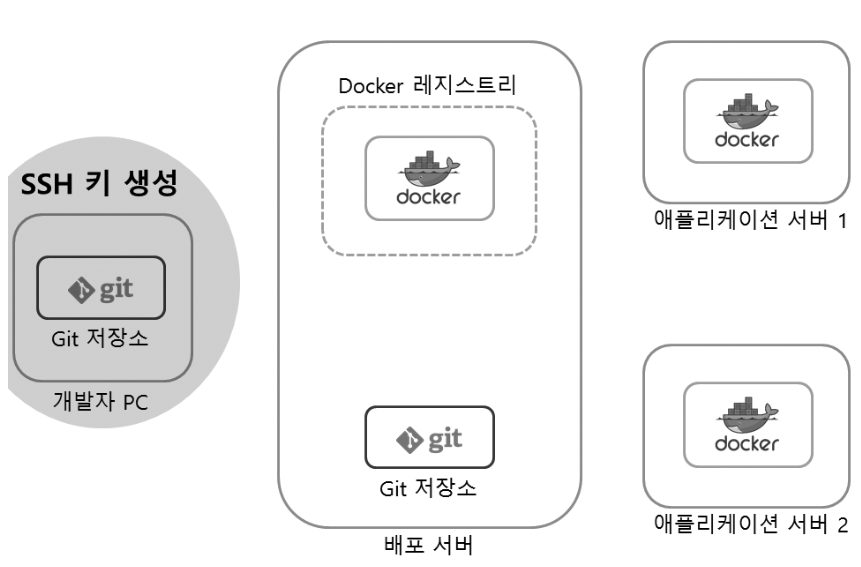 SSH 키 생성
git
Git 저장소
개발자 PC
Docker 레지스트리
docker
git
Git 저장소
배포 서버
docker
애플리케이션 서버 1
docker
애플리케이션 서버 2